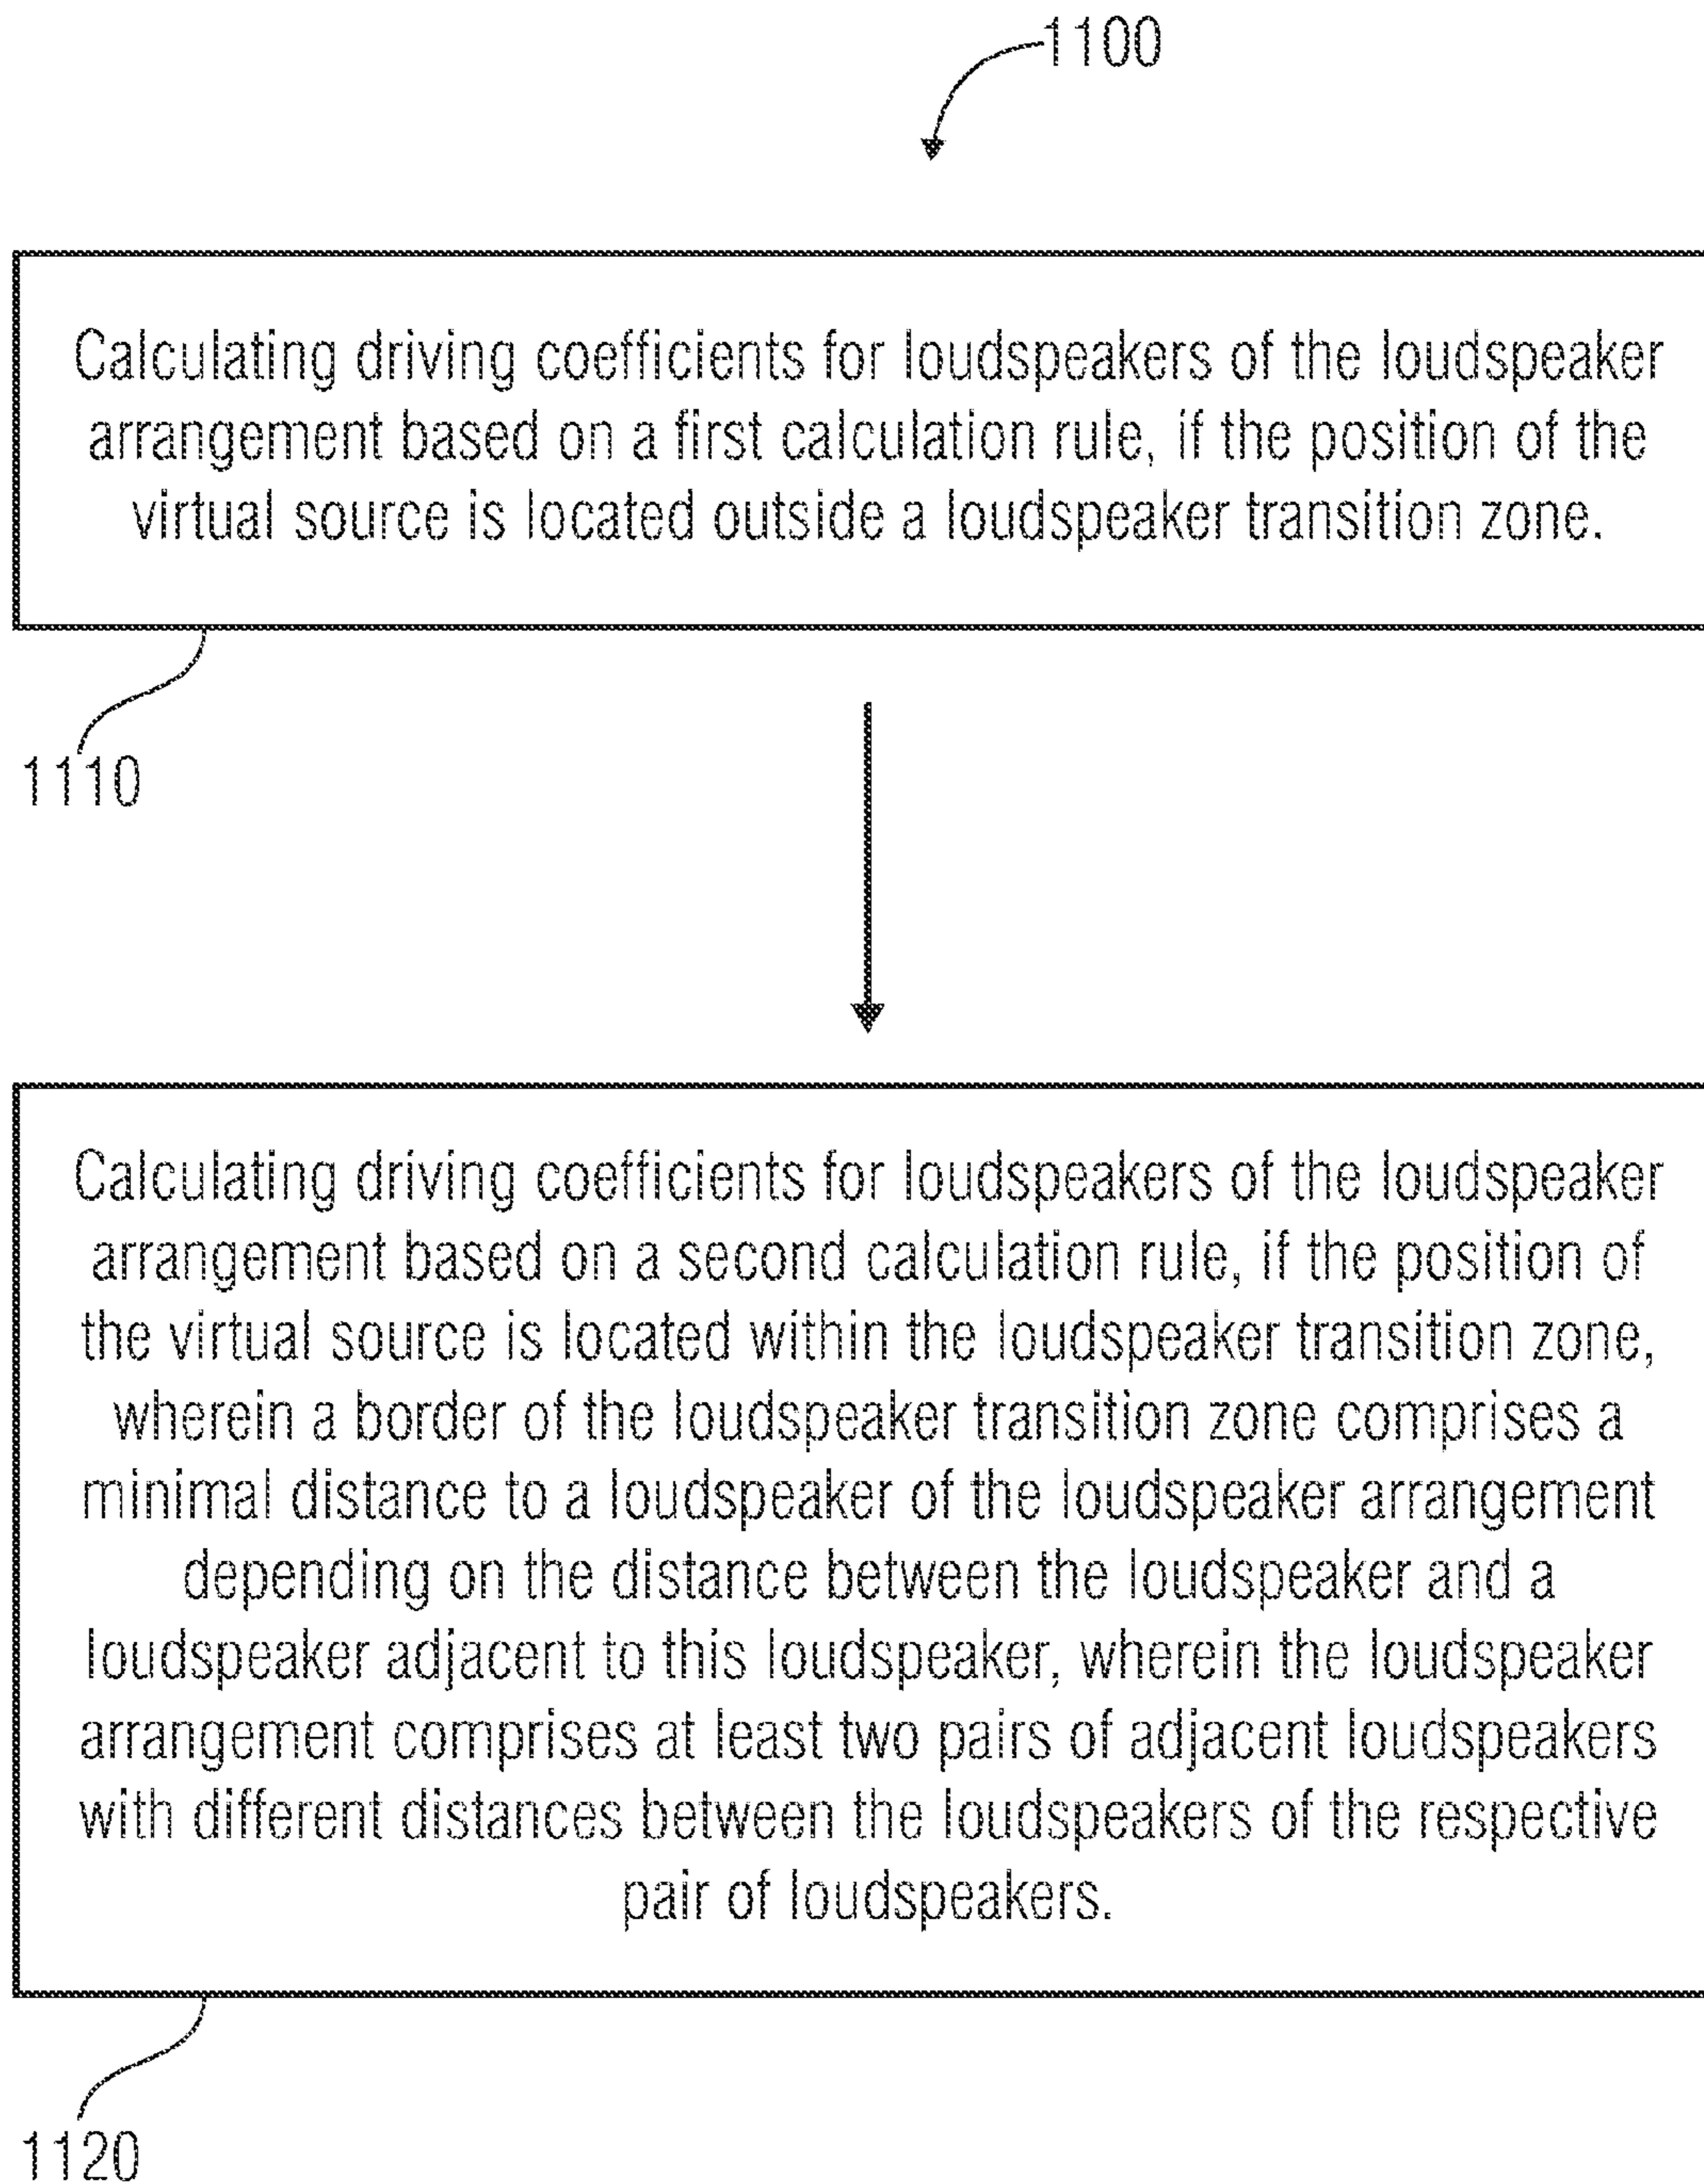 1100
Calculating driving coefficients for loudspeakers of the loudspeaker
arrangement based on a first calculation rule, if the position of the
virtual source is located outside a loudspeaker transition zone.
1110
Calculating driving coefficients for loudspeakers of the loudspeaker
arrangement based on a second calculation rule, if the position of
the virtual source is located within the loudspeaker transition zone,
wherein a border of the loudspeaker transition zone comprises a
minimal distance to a loudspeaker of the loudspeaker arrangement
depending on the distance between the loudspeaker and a
loudspeaker adjacent to this loudspeaker, wherein the loudspeaker
arrangement comprises at least two pairs of adjacent loudspeakers
with different distances between the loudspeakers of the respective
pair of loudspeakers.
1120